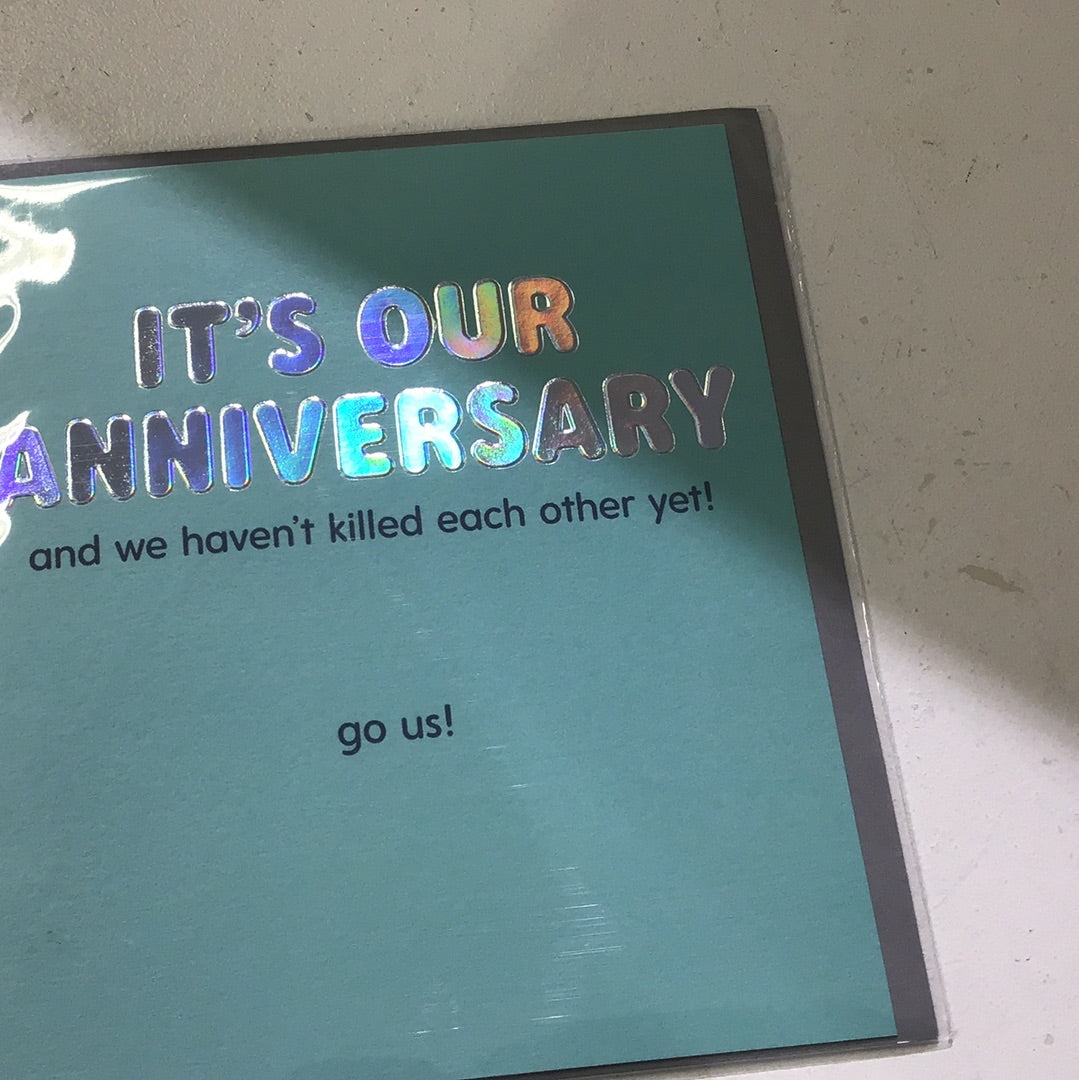 IT'S OUR
ANNIVERSARY
and we haven't killed each other yet!
go us!